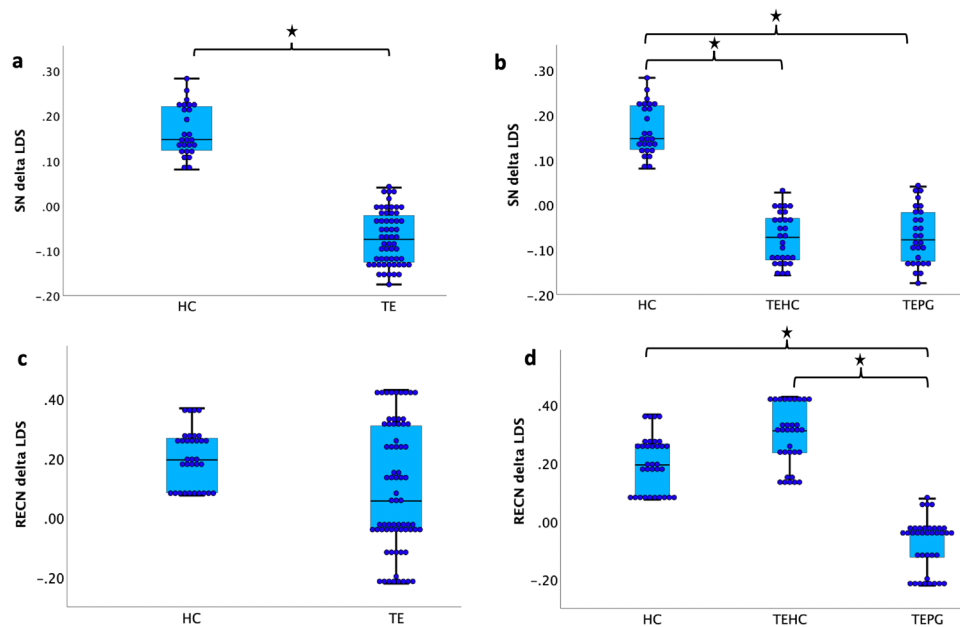 a
SN delta LDS
.30
.20
.10
.00
-.10
-.20
HC TE
b
SN delta LDS
.30
.20
.10
.00
-.10
-.20
HC TEHC TEPG
c
RECN delta LDS
.40
.20
.00
-.20
HC TE
d
RECN delta LDS
.40
.20
.00
-.20
HC TEHC TEPG